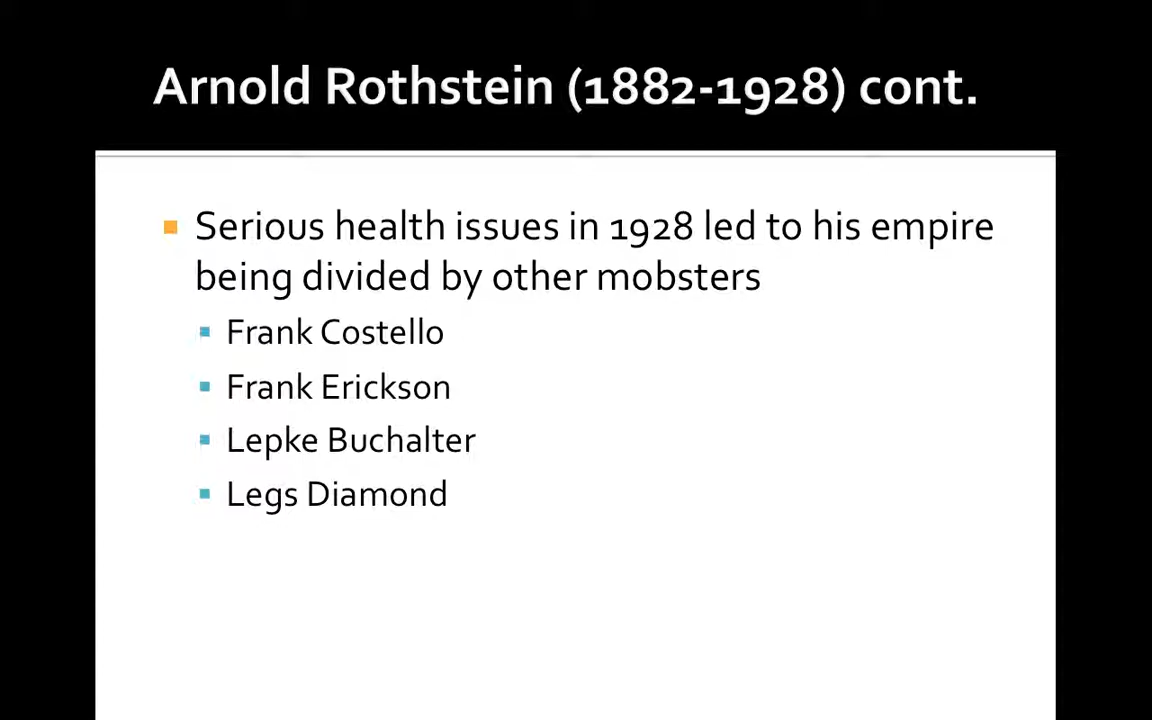 Arnold Rothstein (1882-1928) cont.
Serious health issues in 1928 led to his empire
being divided by other mobsters
Frank Costello
Frank Erickson
Lepke Buchalter
Legs Diamond